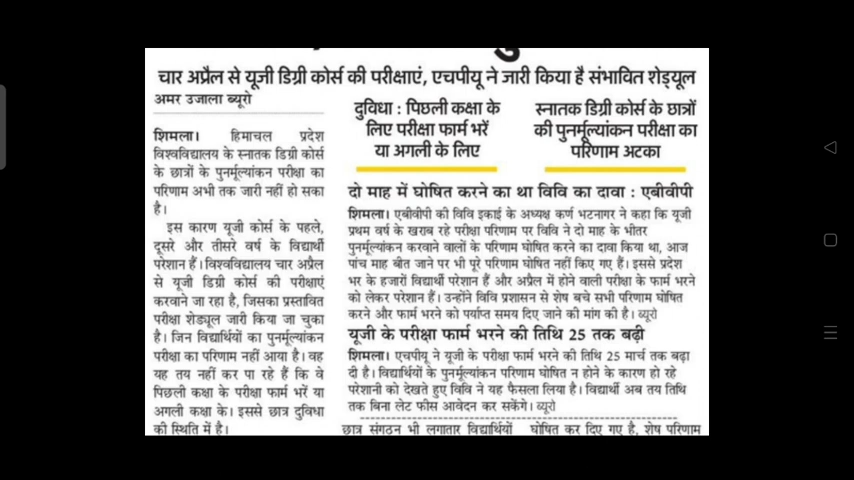 चार अप्रैल से यूजी डिग्री कोर्स की परीक्षाएं, एचपीयू ने जारी किया है संभावित शेड्यूल
अमर उजाला ब्यूरो
शिमला। हिमाचल प्रदेश
विश्वविद्यालय के स्नातक डिग्री कोर्स
के छात्रों के पुनर्मूल्यांकन परीक्षा का
परिणाम अभी तक जारी नहीं हो सका
है।
इस कारण यूजी कोर्स के पहले,
दूसरे और तीसरे वर्ष के विद्यार्थी
परेशान हैं। विश्वविद्यालय चार अप्रैल
से यूजी डिग्री कोर्स की परीक्षाएं
करवाने जा रहा है, जिसका प्रस्तावित
परीक्षा शेड्यूल जारी किया जा चुका
है। जिन विद्यार्थियों का पुनर्मूल्यांकन
परीक्षा का परिणाम नहीं आया है। वह
यह तय नहीं कर पा रहे हैं कि वे
पिछली कक्षा के परीक्षा फार्म भरें या
अगली कक्षा के। इससे छात्र दुविधा
की स्थिति में है।
दुविधा : पिछली कक्षा के
लिए परीक्षा फार्म भरें
या अगली के लिए
स्नातक डिग्री कोर्स के छात्रों
की पुनर्मूल्यांकन परीक्षा का
परिणाम अटका
दो माह में घोषित करने का था विवि का दावा : एबीवीपी
शिमला। एबीवीपी की विवि इकाई के अध्यक्ष कर्ण भटनागर ने कहा कि यूजी
प्रथम वर्ष के खराब रहे परीक्षा परिणाम पर विवि ने दो माह के भीतर
पुनर्मूल्यांकन करवाने वालों के परिणाम घोषित करने का दावा किया था, आज
पांच माह बीत जाने पर भी पूरे परिणाम घोषित नहीं किए गए हैं। इससे प्रदेश
भर के हजारों विद्यार्थी परेशान हैं और अप्रैल में होने वाली परीक्षा के फार्म भरने
को लेकर परेशान हैं। उन्होंने विवि प्रशासन से शेष बचे सभी परिणाम घोषित
करने और फार्म भरने को पर्याप्त समय दिए जाने की मांग की है। ब्यूरो
यूजी के परीक्षा फार्म भरने की तिथि 25 तक बढ़ी
शिमला। एचपीयू ने यूजी के परीक्षा फार्म भरने की तिथि 25 मार्च तक बढ़ा
दी है। विद्यार्थियों के पुनर्मूल्यांकन परिणाम घोषित न होने के कारण हो रहे
परेशानी को देखते हुए विवि ने यह फैसला लिया है। विद्यार्थी अब तय तिथि
तक बिना लेट फीस आवेदन कर सकेंगे। ब्यूरो
छात्र संगठन भी लगातार विद्यार्थियों
घोषित कर दिए गए है, शेष परिणाम